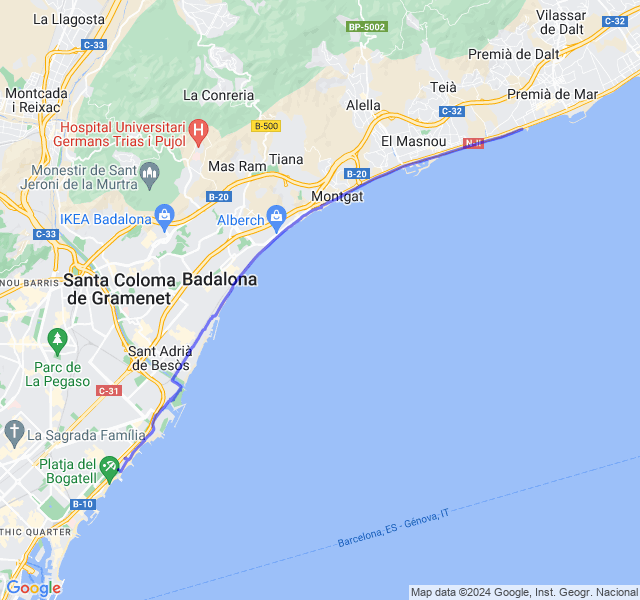 La Llagosta
C-33
BP-5002
Vilassar
de Dalt
C-32
Premià de Dalt
Montcada
i Reixac
La Conreria
Teià
Premià de Mar
Alella
C-32
Hospital Universitari
Germans Trias i Pujol
H
B-500
El Masnou
N-II
Mas Ram
Tiana
Monestir de Sant
Jeroni de la Murtra
B-20
B-20
Montgat
IKEA Badalona
Alberch
C-33
NOU BARRIS
Santa Coloma
de Gramenet
Badalona
Sant Adrià
de Besòs
Parc de
La Pegaso
C-31
La Sagrada Família
Platja del
Bogatell
B-10
THIC QUARTER
Barcelona, ES - Génova, IT
Google
Map data ©2024 Google, Inst. Geogr. Nacional